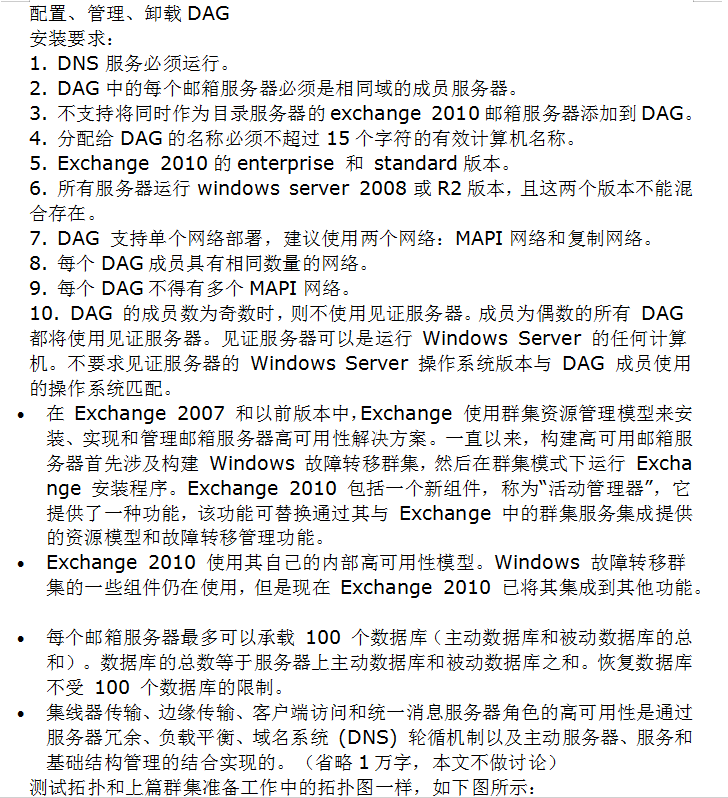 配置、管理、卸载 DAG
安装要求：
1. DNS 服务必须运行。
2. DAG 中的每个邮箱服务器必须是相同域的成员服务器。
3. 不支持将同时作为目录服务器的 exchange 2010 邮箱服务器添加到 DAG。
4. 分配给 DAG 的名称必须不超过 15 个字符的有效计算机名称。
5. Exchange 2010 的 enterprise 和 standard 版本。
6. 所有服务器运行 windows server 2008 或 R2 版本，且这两个版本不能混
合存在。
7. DAG 支持单个网络部署，建议使用两个网络：MAPI 网络和复制网络。
8. 每个 DAG 成员具有相同数量的网络。
9. 每个 DAG 不得有多个 MAPI 网络。
10. DAG 的成员数为奇数时，则不使用见证服务器。成员为偶数的所有 DAG
都将使用见证服务器。见证服务器可以是运行 Windows Server 的任何计算
机。不要求见证服务器的 Windows Server 操作系统版本与 DAG 成员使用
的操作系统匹配。
• 在 Exchange 2007 和以前版本中，Exchange 使用群集资源管理模型来安
装、实现和管理邮箱服务器高可用性解决方案。一直以来，构建高可用邮箱服
务器首先涉及构建 Windows 故障转移群集，然后在群集模式下运行 Excha
nge 安装程序。Exchange 2010 包括一个新组件，称为“活动管理器”，它
提供了一种功能，该功能可替换通过其与 Exchange 中的群集服务集成提供
的资源模型和故障转移管理功能。
• Exchange 2010 使用其自己的内部高可用性模型。Windows 故障转移群
集的一些组件仍在使用，但是现在 Exchange 2010 已将其集成到其他功能。
• 每个邮箱服务器最多可以承载 100 个数据库（主动数据库和被动数据库的总
和）。数据库的总数等于服务器上主动数据库和被动数据库之和。恢复数据库
不受 100 个数据库的限制。
• 集线器传输、边缘传输、客户端访问和统一消息服务器角色的高可用性是通过
服务器冗余、负载平衡、域名系统 (DNS) 轮循机制以及主动服务器、服务和
基础结构管理的结合实现的。（省略 1 万字，本文不做讨论）
测试拓扑和上篇群集准备工作中的拓扑图一样，如下图所示：